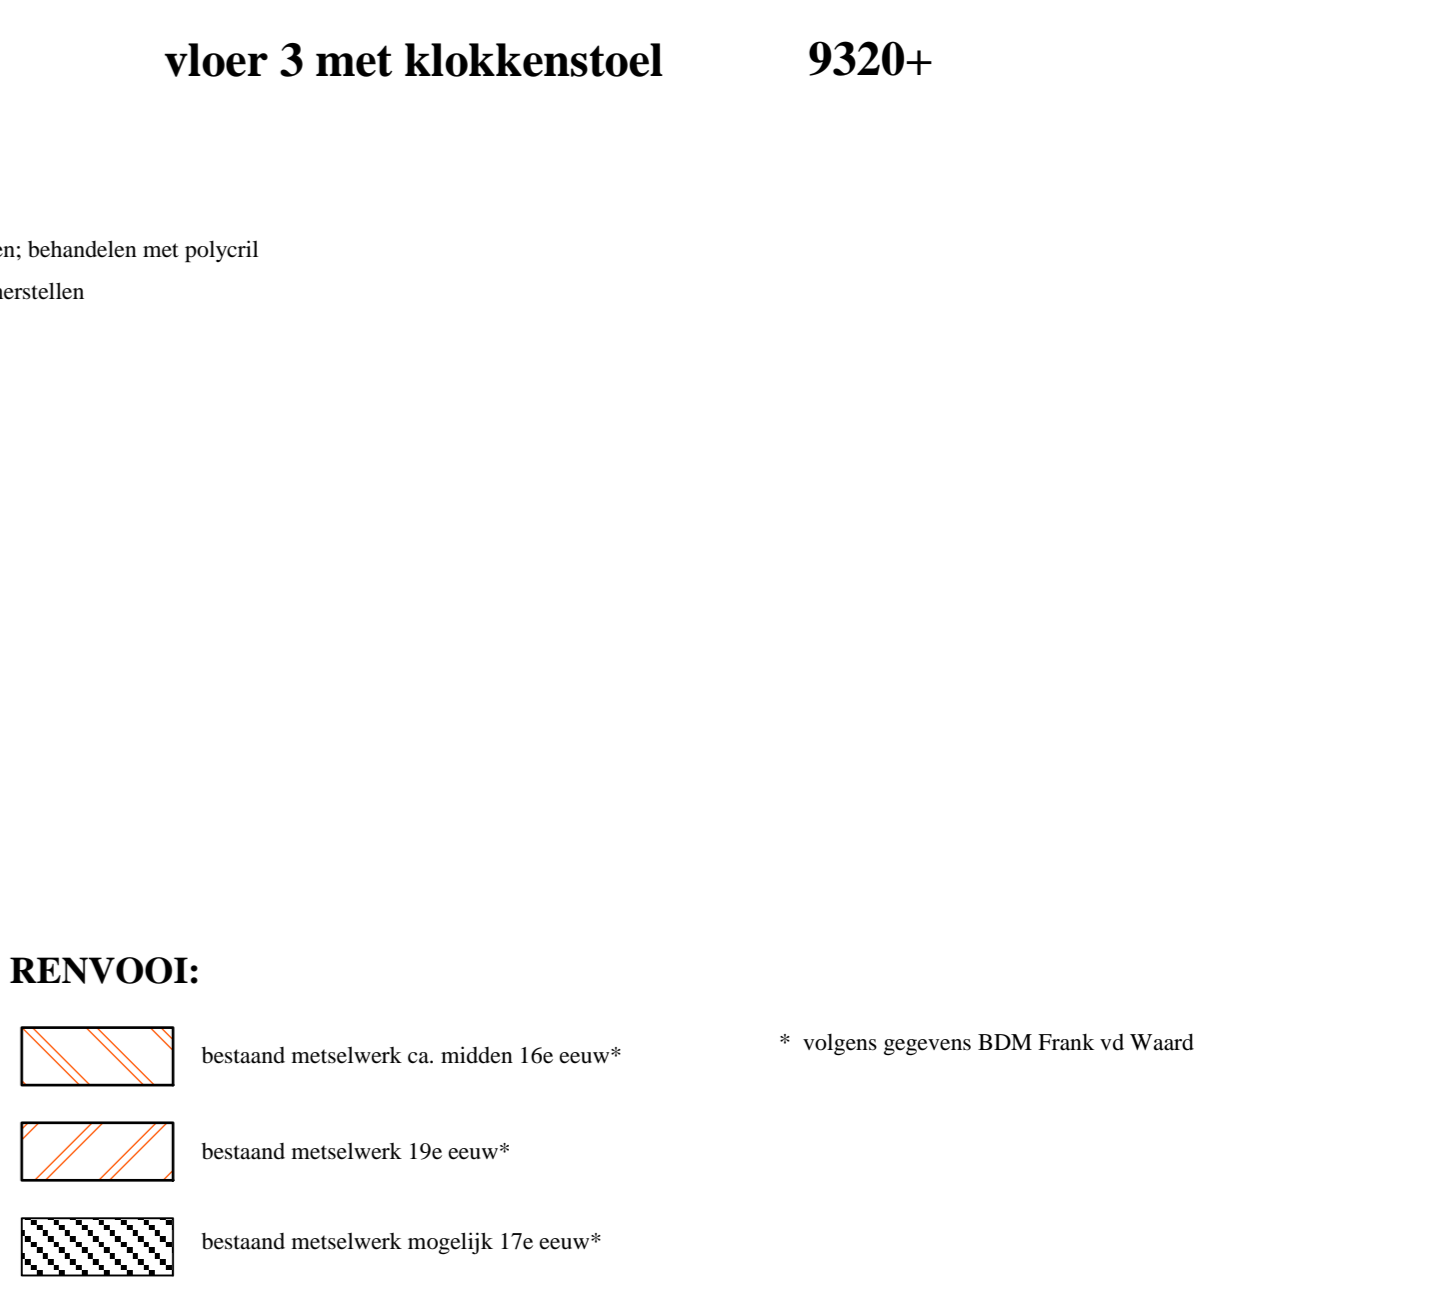 vloer 3 met klokkenstoel 9320+
en; behandelen met polycril
herstellen
RENVOOI:
bestaand metselwerk ca. midden 16e eeuw*
* volgens gegevens BDM Frank vd Waard
bestaand metselwerk 19e eeuw*
bestaand metselwerk mogelijk 17e eeuw*